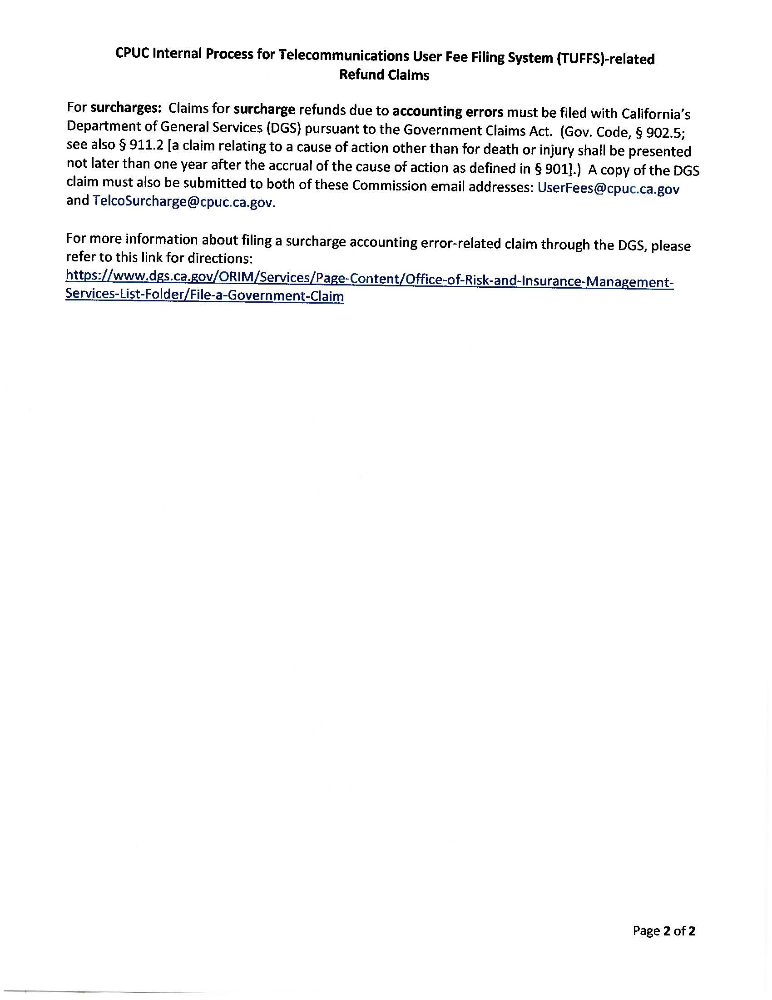 CPUC Internal Process for Telecommunications User Fee Filing System (TUFFS)-related
Refund Claims
For surcharges: Claims for surcharge refunds due to accounting errors must be filed with California's
Department of General Services (DGS) pursuant to the Government Claims Act. (Gov. Code, § 902.5;
see also § 911.2 [a claim relating to a cause of action other than for death or injury shall be presented
not later than one year after the accrual of the cause of action as defined in § 901].) A copy of the DGS
claim must also be submitted to both of these Commission email addresses: UserFees@cpuc.ca.gov
and TelcoSurcharge@cpuc.ca.gov.
For more information about filing a surcharge accounting error-related claim through the DGS, please
refer to this link for directions:
https://www.dgs.ca.gov/ORIM/Services/Page-Content/Office-of-Risk-and-Insurance-Management-
Services-List-Folder/File-a-Government-Claim
Page 2 of 2